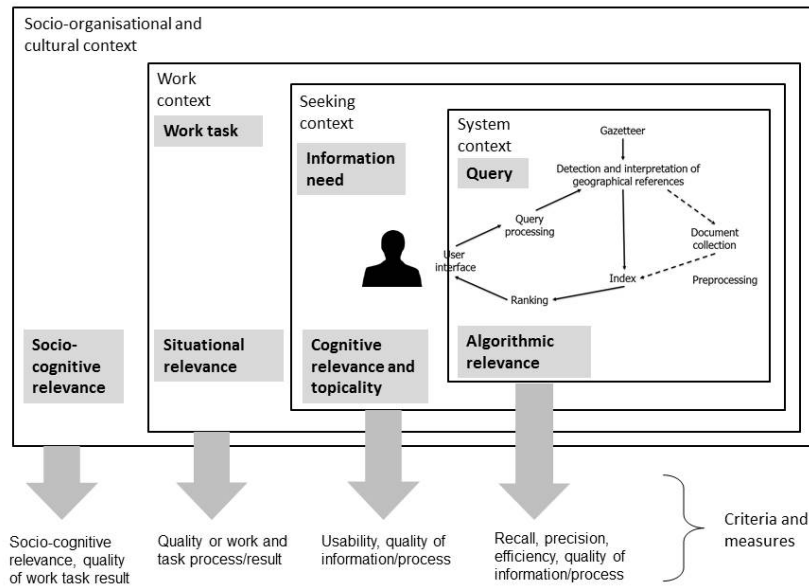 Socio-organisational and
cultural context
Work
context
Work task
Seeking
context
Information
need
System
context
Query
Gazetteer
Detection and interpretation of
geographical references
Query
processing
Document
collection
User
interface
Index
Preprocessing
Ranking
Socio-
cognitive
relevance
Situational
relevance
Cognitive
relevance and
topicality
Algorithmic
relevance
Socio-cognitive
relevance, quality
of work task result
Quality or work and
task process/result
Usability, quality of
information/process
Recall, precision,
efficiency, quality of
information/process
Criteria and
measures